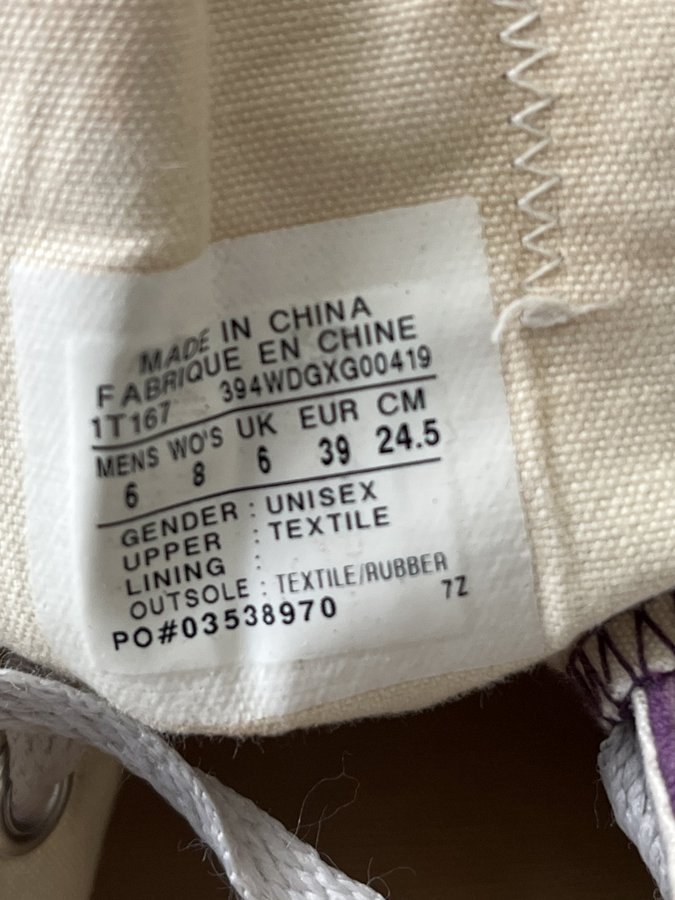 MADE IN CHINA
FABRIQUE EN CHINE
1T167 394WDGXG00419
MENS WO'S UK EUR CM
6 8 6 39 24.5
GENDER : UNISEX
UPPER : TEXTILE
LINING :
OUTSOLE : TEXTILE/RUBBER
PO#03538970 7Z